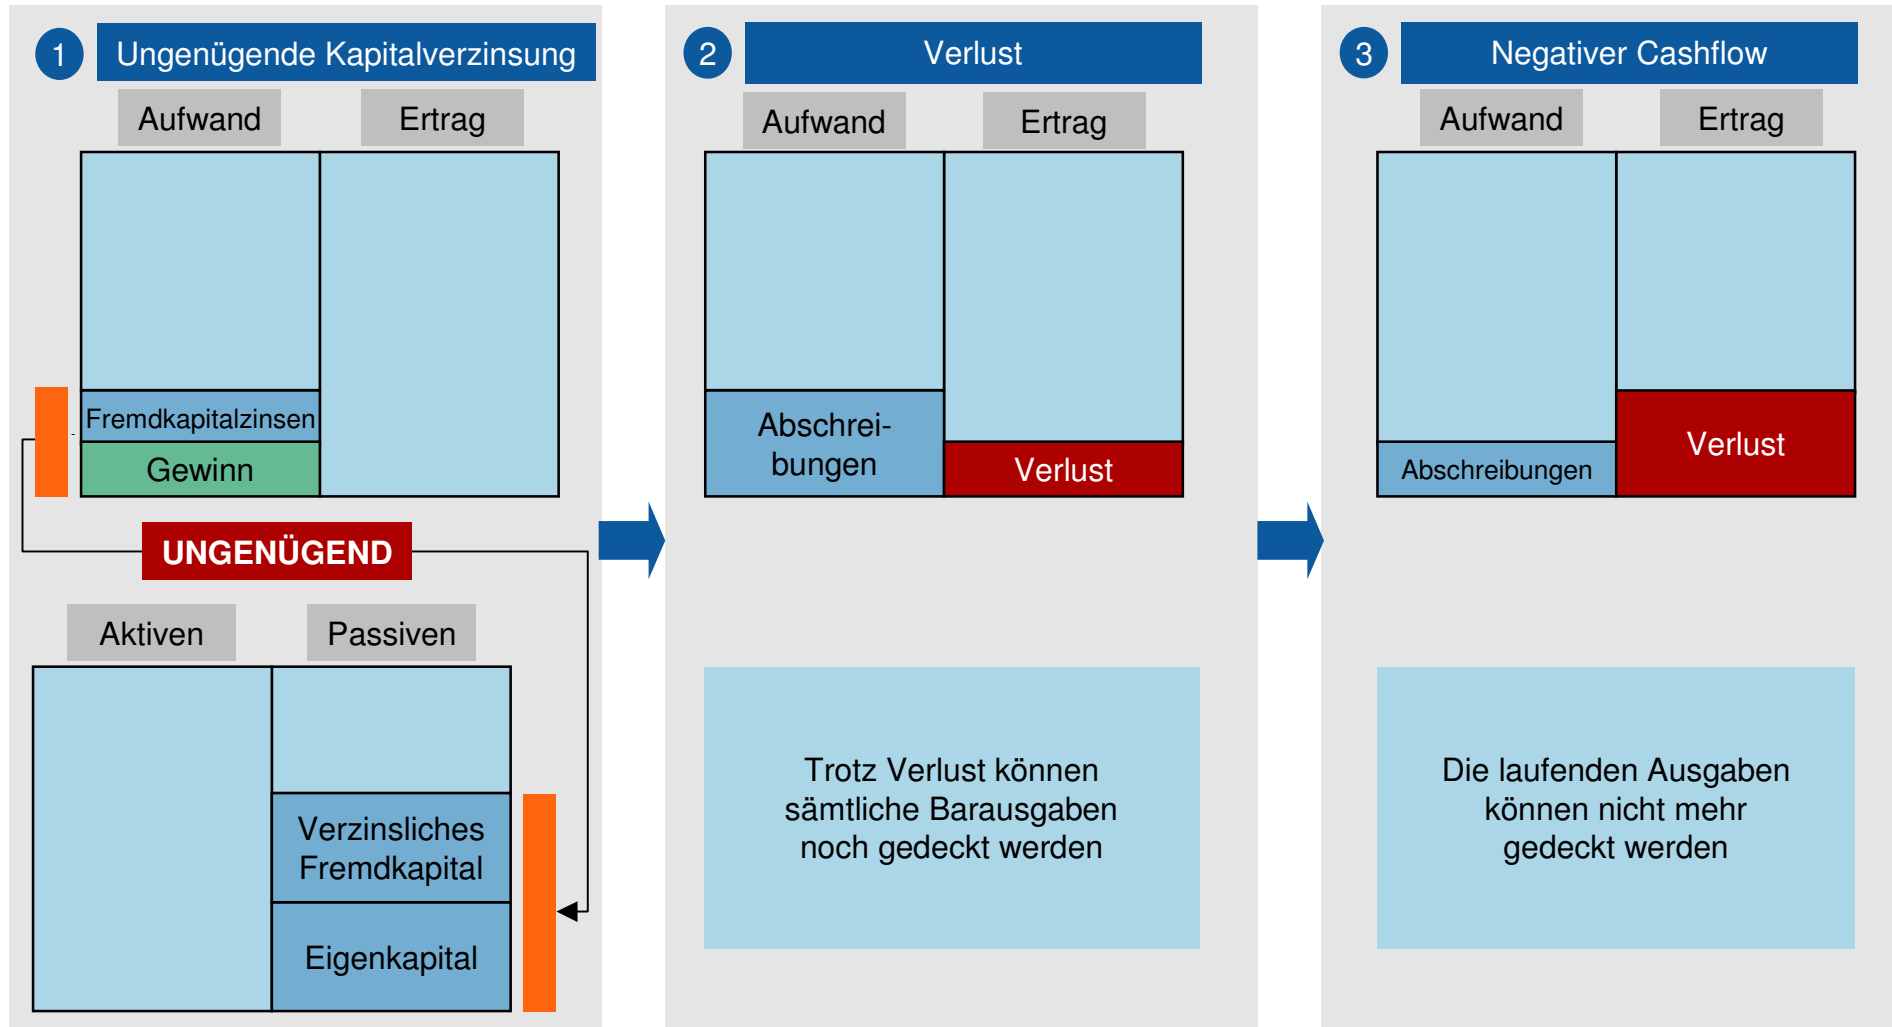 1
Ungenügende Kapitalverzinsung
Aufwand
Ertrag
Fremdkapitalzinsen
Gewinn
UNGENÜGEND
Aktiven
Passiven
Verzinsliches
Fremdkapital
Eigenkapital
2
Verlust
Aufwand
Ertrag
Abschrei-
bungen
Verlust
Trotz Verlust können
sämtliche Barausgaben
noch gedeckt werden
3
Negativer Cashflow
Aufwand
Ertrag
Abschreibungen
Verlust
Die laufenden Ausgaben
können nicht mehr
gedeckt werden